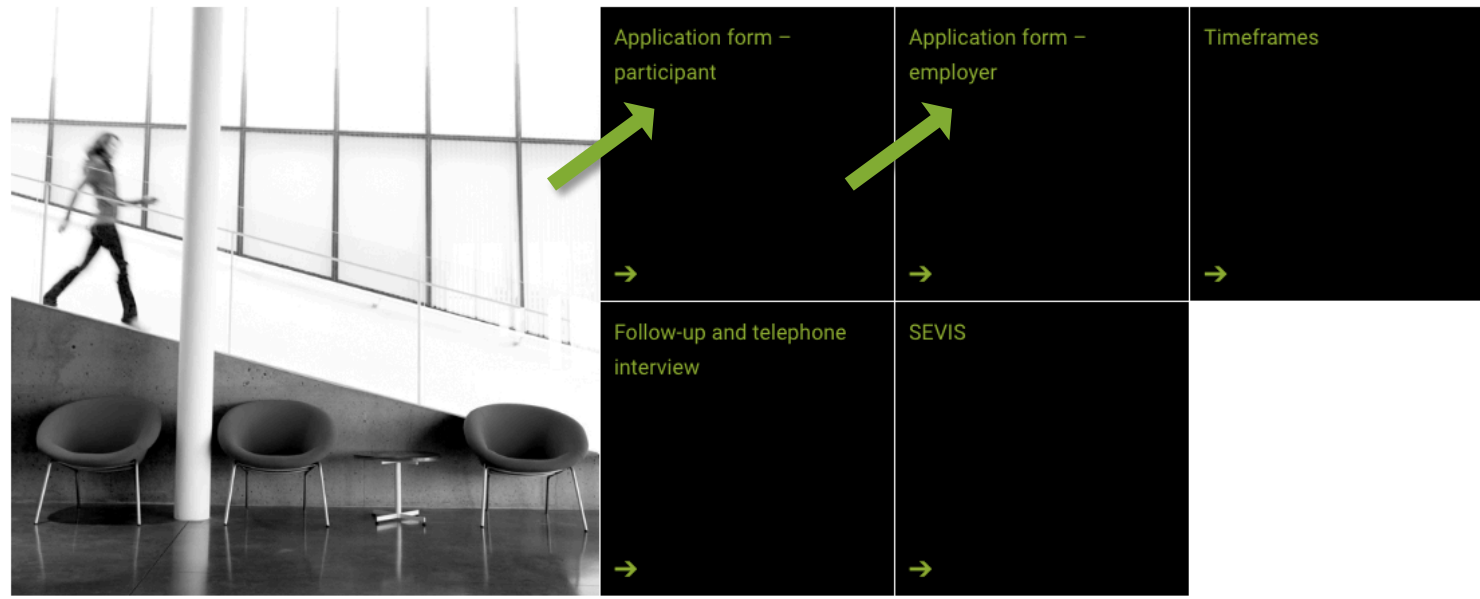 Application form –
participant
Application form –
employer
Timeframes
Follow-up and telephone
interview
SEVIS